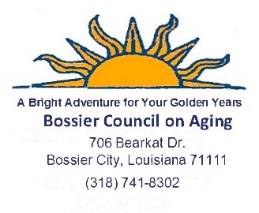 A Bright Adventure for Your Golden Years
Bossier Council on Aging
706 Bearkat Dr.
Bossier City, Louisiana 71111
(318) 741-8302